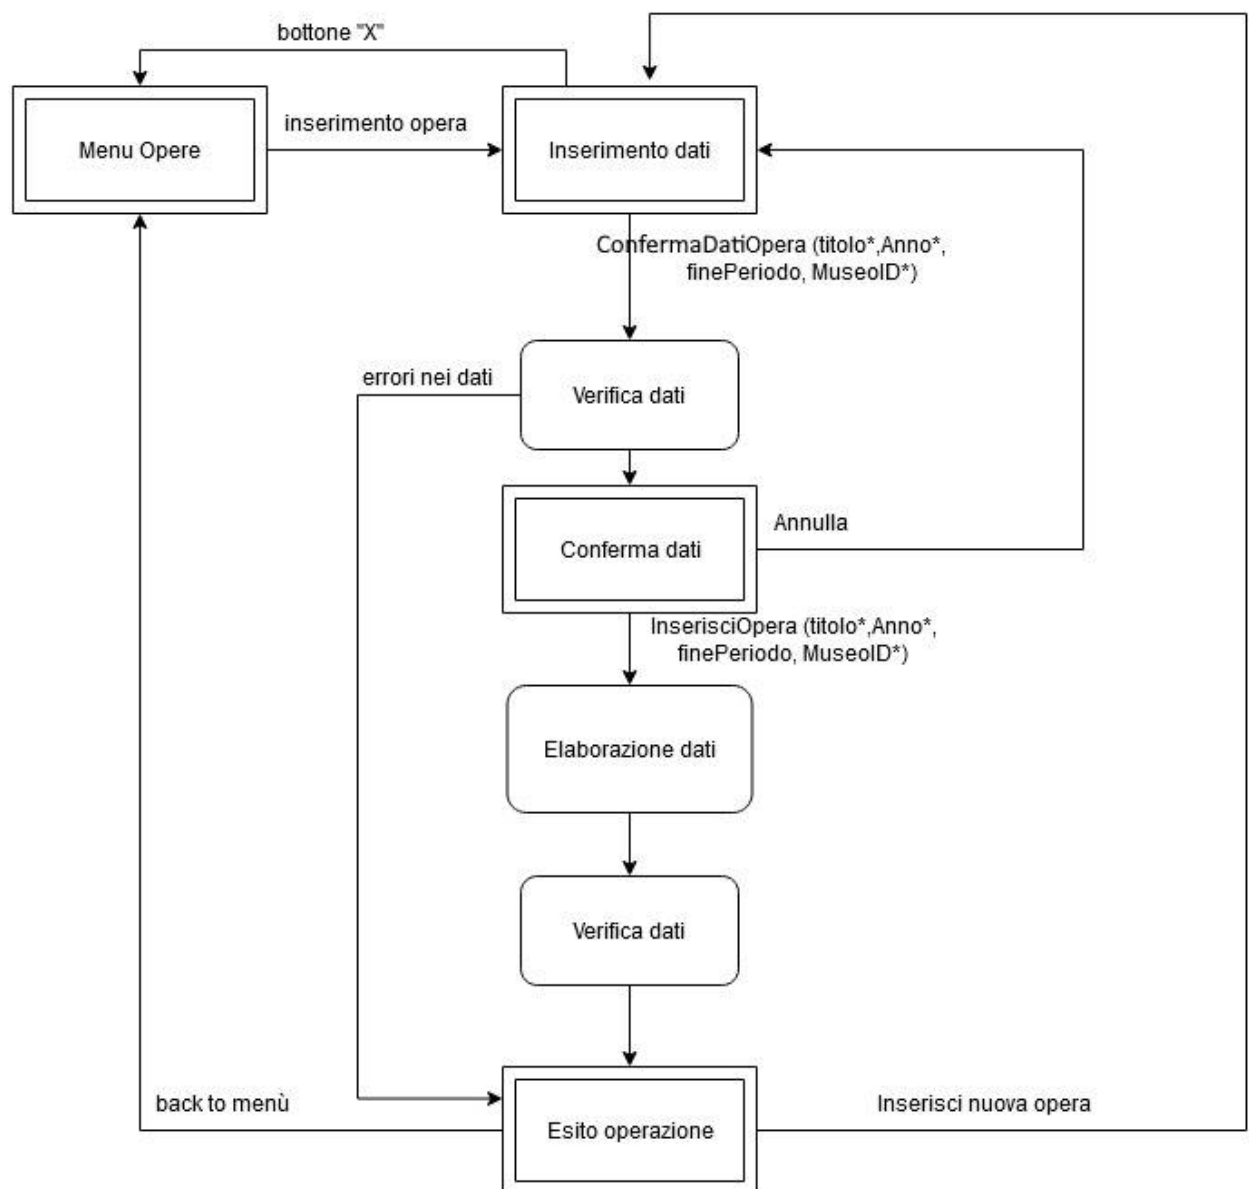 bottone "X"
Menu Opere
inserimento opera
Inserimento dati
ConfermaDatiOpera (titolo*,Anno*,
finePeriodo, MuseoID*)
errori nei dati
Verifica dati
Conferma dati
Annulla
InserisciOpera (titolo*,Anno*,
finePeriodo, MuseoID*)
Elaborazione dati
Verifica dati
back to menù
Esito operazione
Inserisci nuova opera